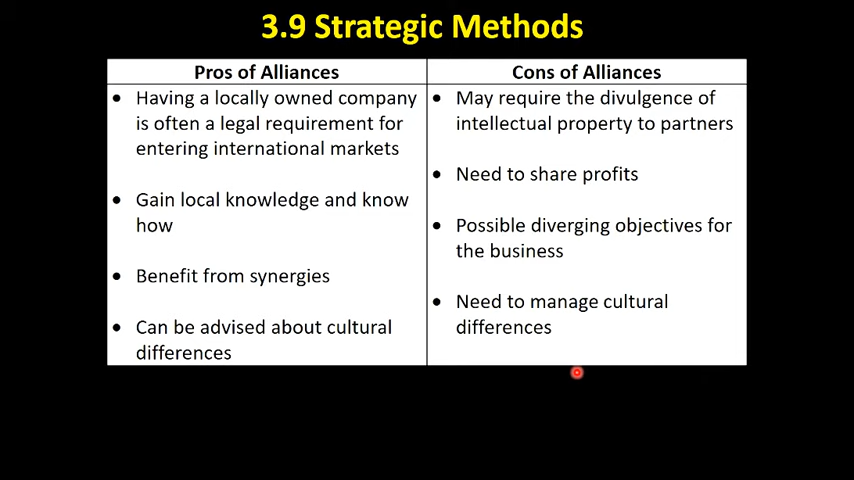 3.9 Strategic Methods
Pros of Alliances
• Having a locally owned company
is often a legal requirement for
entering international markets
• Gain local knowledge and know
how
• Benefit from synergies
• Can be advised about cultural
differences
Cons of Alliances
• May require the divulgence of
intellectual property to partners
• Need to share profits
• Possible diverging objectives for
the business
• Need to manage cultural
differences